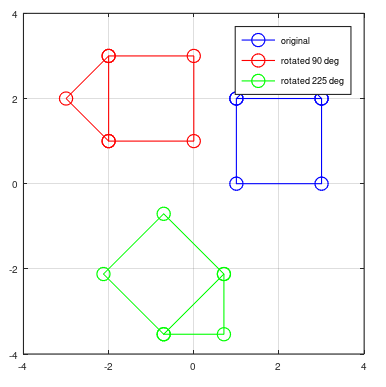 4
original
rotated 90 deg
rotated 225 deg
2
0
-2
-4
-4 -2 0 2 4